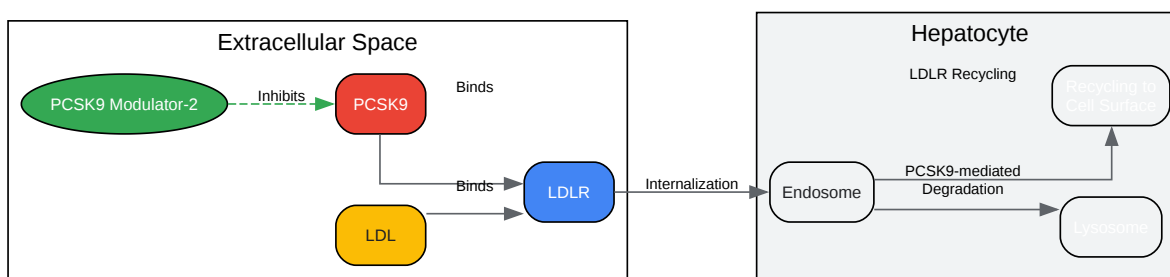 Extracellular Space
Hepatocyte
PCSK9 Modulator-2
Inhibits
PCSK9
Binds
LDLR Recycling
Recycling to
Cell Surface
Binds
LDLR
Internalization
Endosome
PCSK9-mediated
Degradation
LDL
Lysosome